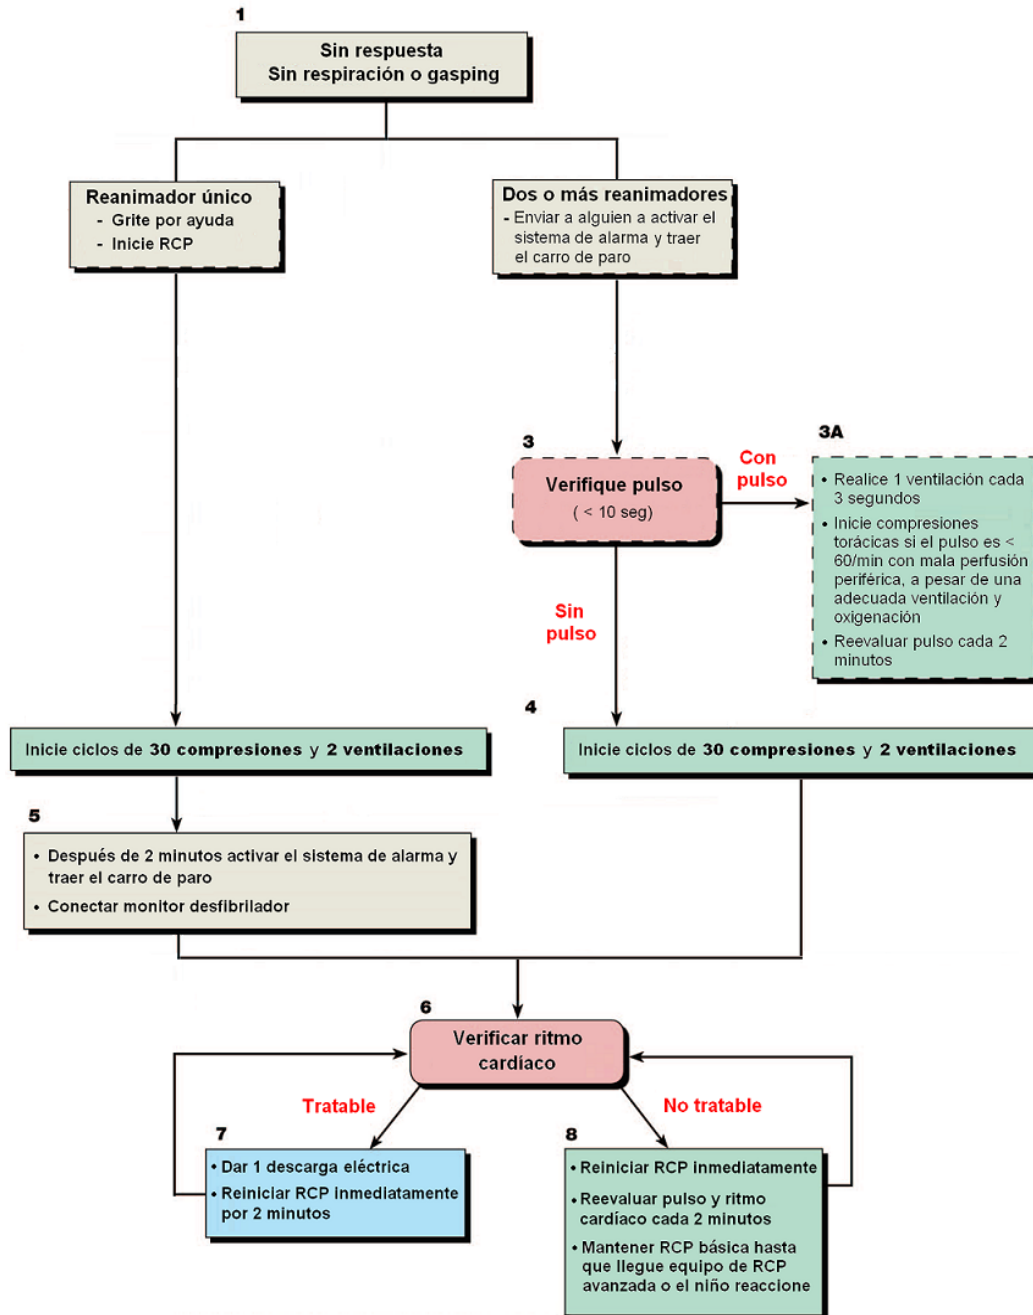 1
Sin respuesta
Sin respiración o gasping
Reanimador único
- Grite por ayuda
- Inicie RCP
Dos o más reanimadores
- Enviar a alguien a activar el
sistema de alarma y traer
el carro de paro
3
Verifique pulso
( < 10 seg)
Con
pulso
3A
• Realice 1 ventilación cada
3 segundos
• Inicie compresiones
torácicas si el pulso es <
60/min con mala perfusión
periférica, a pesar de una
adecuada ventilación y
oxigenación
• Reevaluar pulso cada 2
minutos
Sin
pulso
Inicie ciclos de 30 compresiones y 2 ventilaciones
4
Inicie ciclos de 30 compresiones y 2 ventilaciones
5
• Después de 2 minutos activar el sistema de alarma y
traer el carro de paro
• Conectar monitor desfibrilador
6
Verificar ritmo
cardíaco
Tratable
No tratable
7
• Dar 1 descarga eléctrica
• Reiniciar RCP inmediatamente
por 2 minutos
8
• Reiniciar RCP inmediatamente
• Reevaluar pulso y ritmo
cardíaco cada 2 minutos
• Mantener RCP básica hasta
que llegue equipo de RCP
avanzada o el niño reaccione